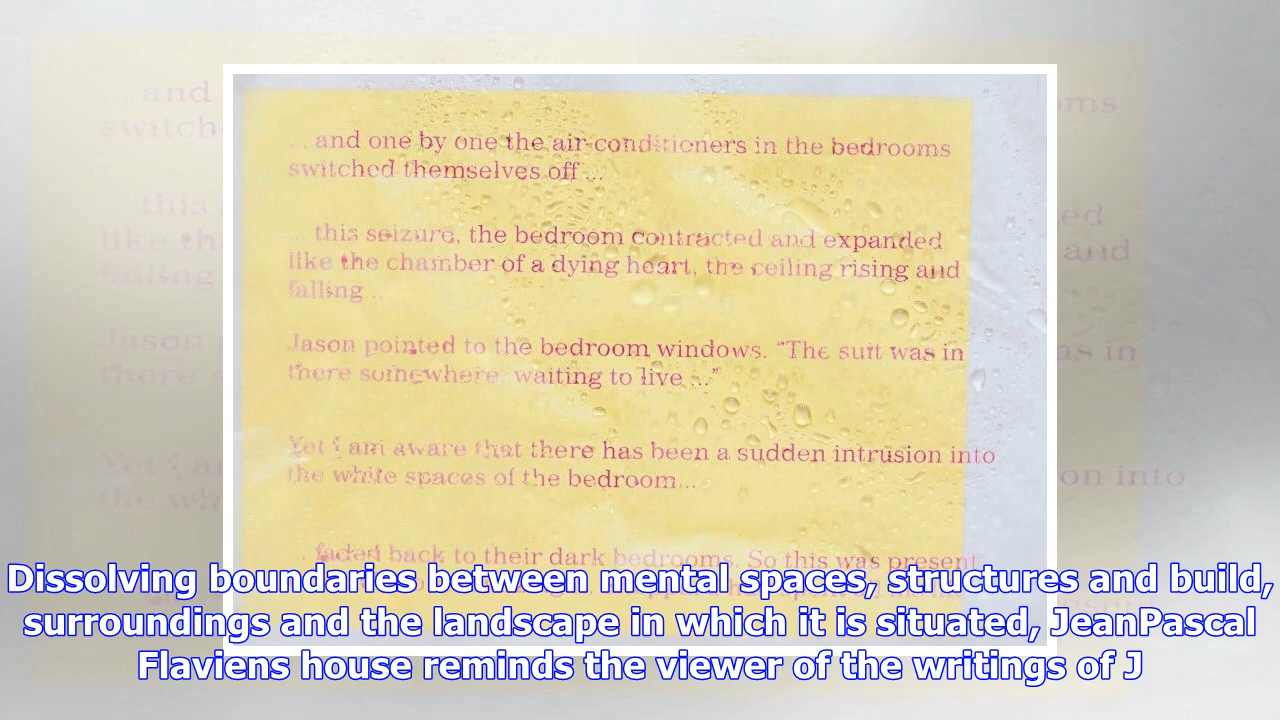 ... and one by one the air-conditioners in the bedrooms
switched themselves off ...
... this seizure, the bedroom contracted and expanded
like the chamber of a dying heart, the ceiling rising and
falling ...
Jason pointed to the bedroom windows. "The suit was in
there somewhere waiting to live ..."
Yet I am aware that there has been a sudden intrusion into
the white spaces of the bedroom...
. faded back to their dark bedrooms. So this was present
Dissolving boundaries between mental spaces, structures and build,
surroundings and the landscape in which it is situated, JeanPascal
Flaviens house reminds the viewer of the writings of J